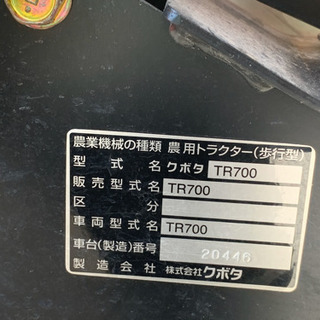 農業機械の種類 農用トラクター(歩行型)
型式名 クボタ TR700
販売型式名 TR700
区分
車両型式名 TR700
車台(製造)番号 20446
製造会社 株式会社クボタ